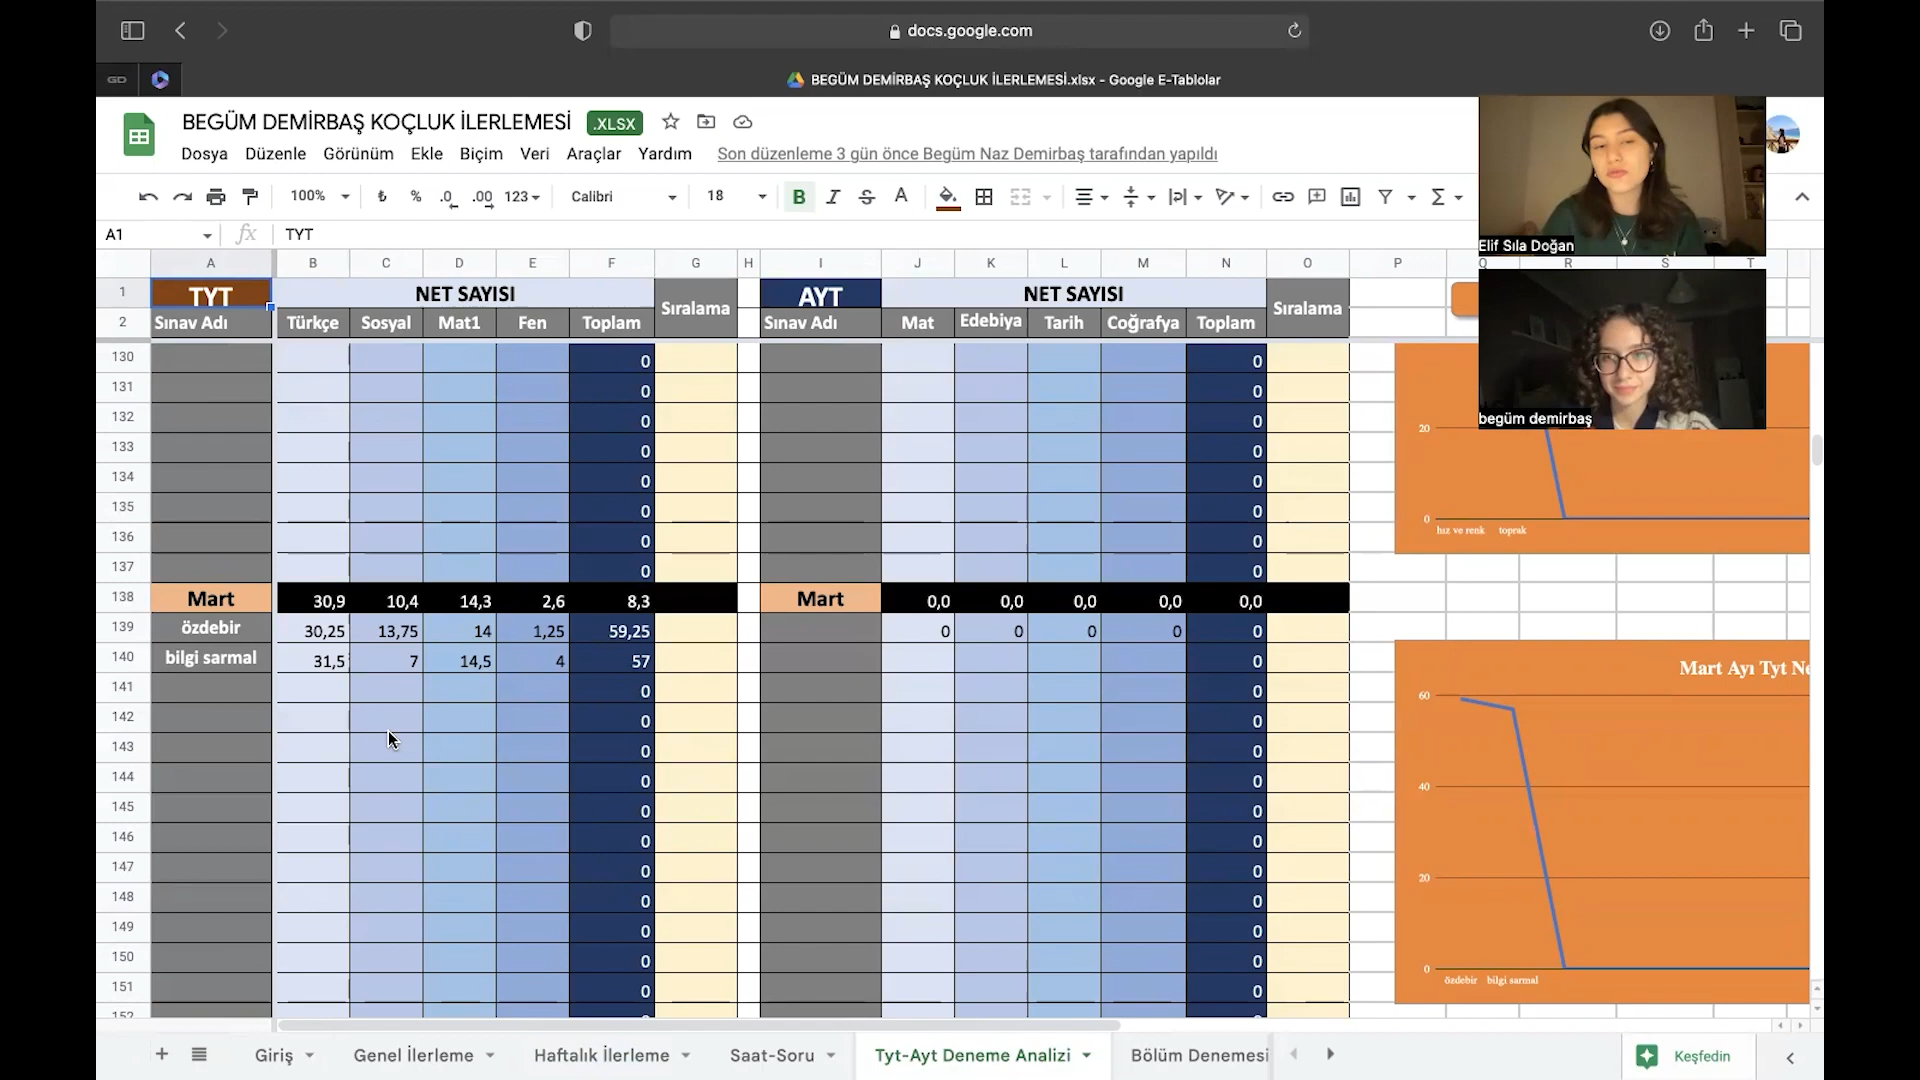 docs.google.com
GD
BEGÜM DEMİRBAŞ KOÇLUK İLERLEMESİ.xlsx - Google E-Tablolar
BEGÜM DEMİRBAŞ KOÇLUK İLERLEMESİ .XLSX
Dosya Düzenle Görünüm Ekle Biçim Veri Araçlar Yardım Son düzenleme 3 gün önce Begüm Naz Demirbaş tarafından yapıldı
100% ₺ % .0 .00 123 Calibri 18 B I S A Σ
A1 fx TYT
Elif Sıla Doğan
A B C D E F G H I J K L M N O P Q R S T
1 TYT NET SAYISI Sıralama AYT NET SAYISI Sıralama
2 Sınav Adı Türkçe Sosyal Mat1 Fen Toplam Sınav Adı Mat Edebiya Tarih Coğrafya Toplam
130 0 0
131 0 0
132 0 0
begüm demirbaş
20
133 0 0
134 0 0
135 0 0
0
hız ve renk toprak
136 0 0
137 0 0
138 Mart 30,9 10,4 14,3 2,6 8,3 Mart 0,0 0,0 0,0 0,0 0,0
139 özdebir 30,25 13,75 14 1,25 59,25 0 0 0 0 0
140 bilgi sarmal 31,5 7 14,5 4 57 0
Mart Ayı Tyt Ne
141 0 0
60
142 0 0
143 0 0
144 0 0
40
145 0 0
146 0 0
147 0 0
20
148 0 0
149 0 0
150 0 0
0
özdebir bilgi sarmal
151 0 0
152
Giriş Genel İlerleme Haftalık İlerleme Saat-Soru Tyt-Ayt Deneme Analizi Bölüm Denemesi Keşfedin